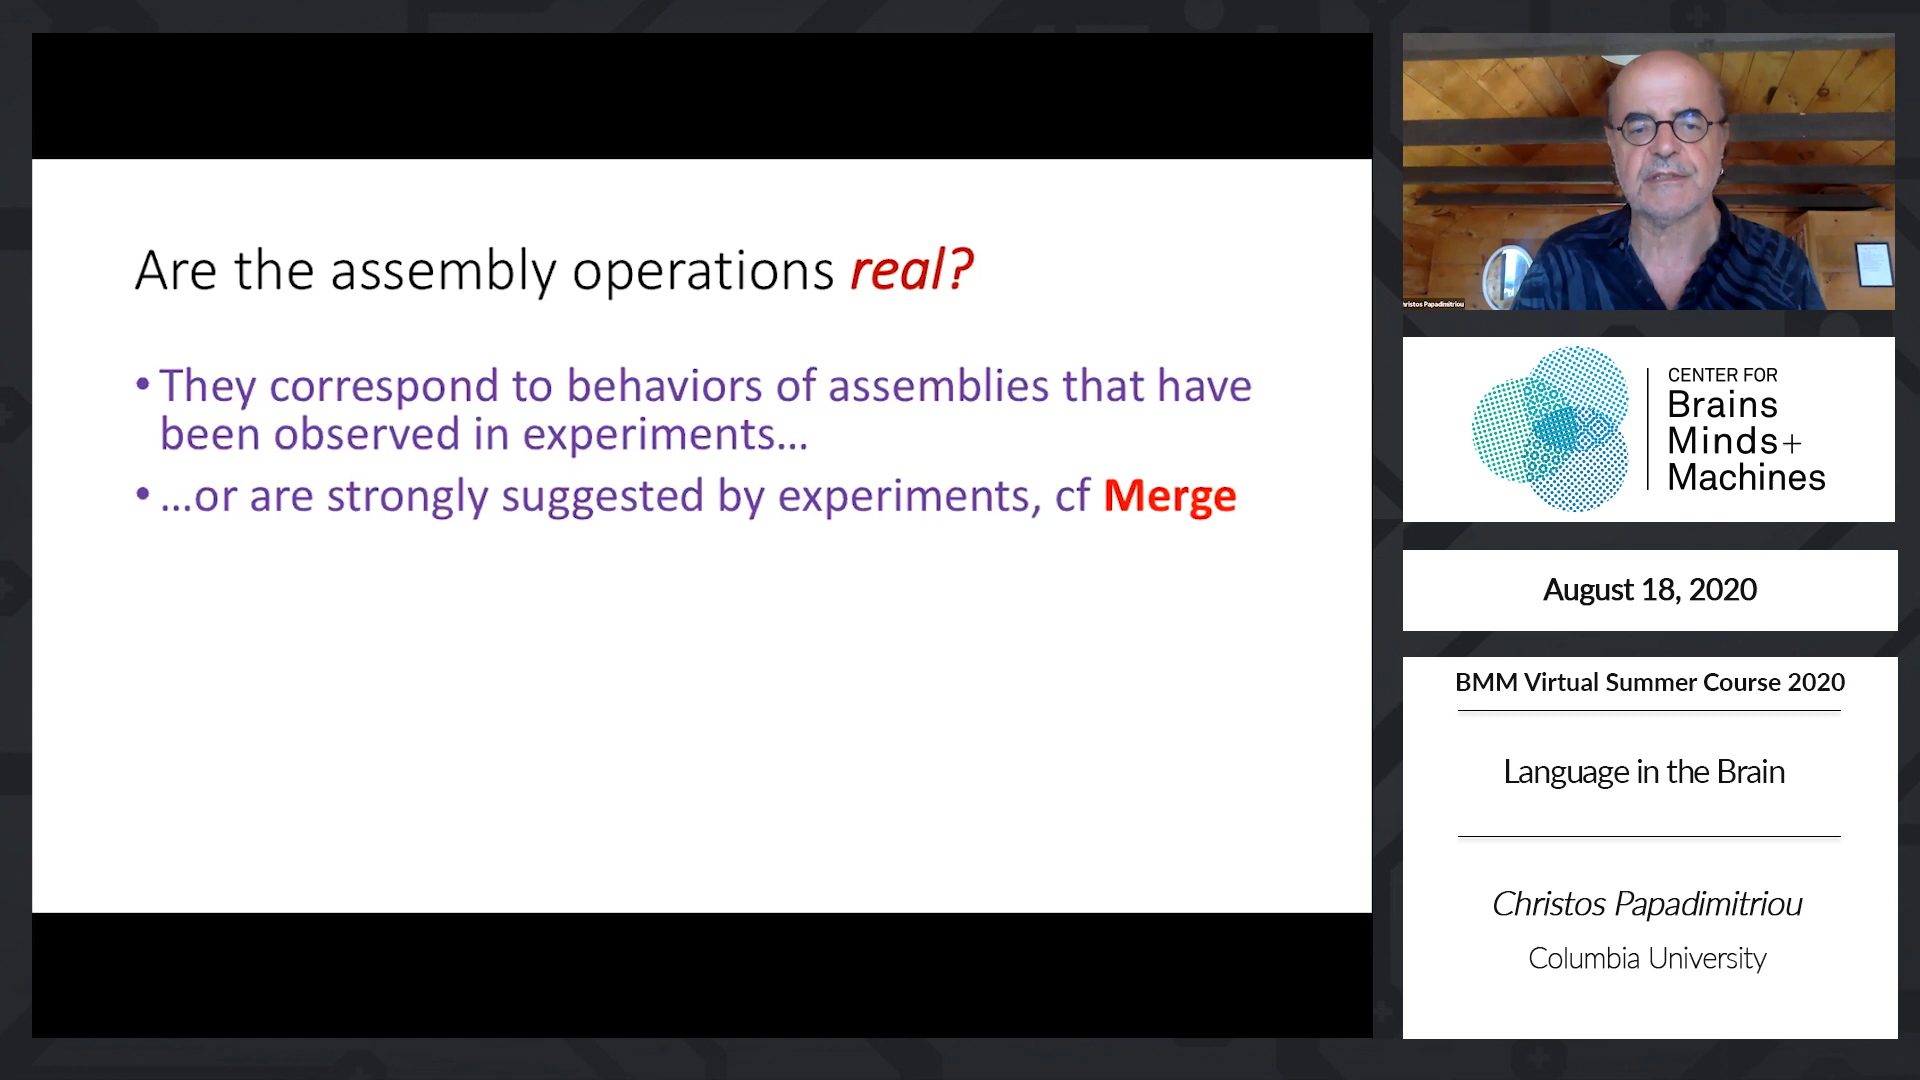 Are the assembly operations real?
• They correspond to behaviors of assemblies that have
been observed in experiments…
• …or are strongly suggested by experiments, cf Merge
Christos Papadimitriou
CENTER FOR
Brains
Minds+
Machines
August 18, 2020
BMM Virtual Summer Course 2020
Language in the Brain
Christos Papadimitriou
Columbia University